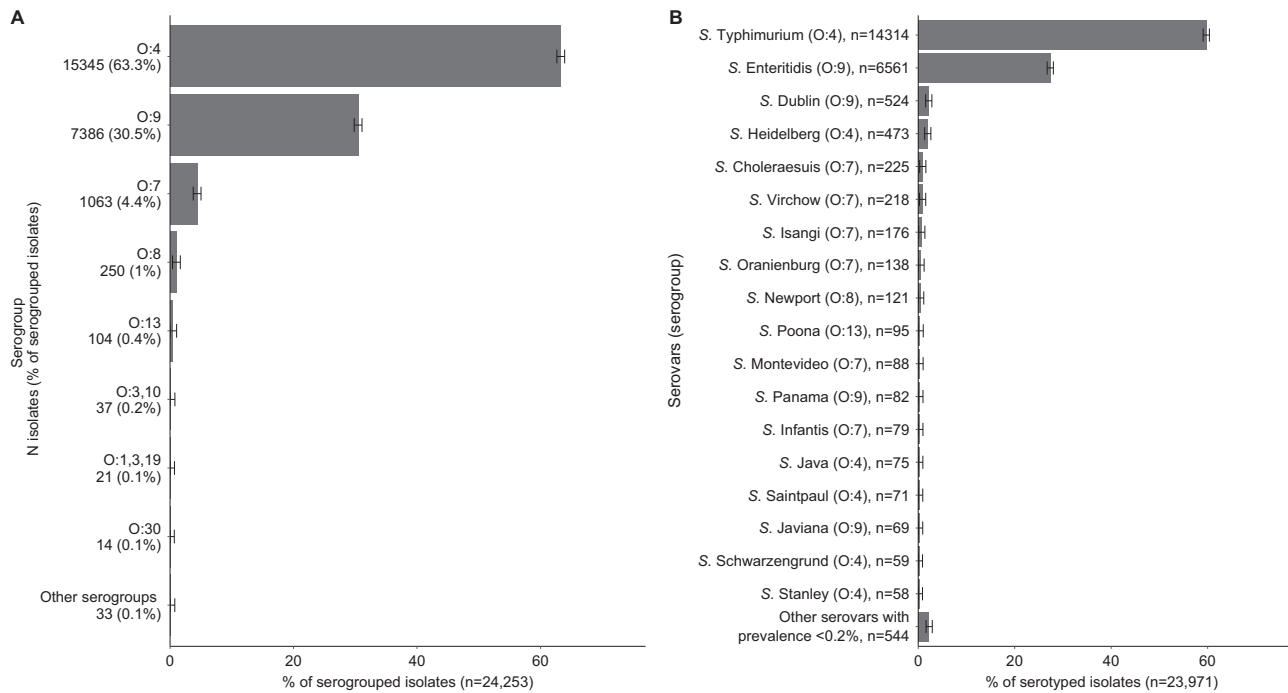 A
Serogroup
N isolates (% of serogrouped isolates)
O:4
15345 (63.3%)
O:9
7386 (30.5%)
O:7
1063 (4.4%)
O:8
250 (1%)
O:13
104 (0.4%)
O:3,10
37 (0.2%)
O:1,3,19
21 (0.1%)
O:30
14 (0.1%)
Other serogroups
33 (0.1%)
0 20 40 60
% of serogrouped isolates (n=24,253)
B
Serovars (serogroup)
S. Typhimurium (O:4), n=14314
S. Enteritidis (O:9), n=6561
S. Dublin (O:9), n=524
S. Heidelberg (O:4), n=473
S. Choleraesuis (O:7), n=225
S. Virchow (O:7), n=218
S. Isangi (O:7), n=176
S. Oranienburg (O:7), n=138
S. Newport (O:8), n=121
S. Poona (O:13), n=95
S. Montevideo (O:7), n=88
S. Panama (O:9), n=82
S. Infantis (O:7), n=79
S. Java (O:4), n=75
S. Saintpaul (O:4), n=71
S. Javiana (O:9), n=69
S. Schwarzengrund (O:4), n=59
S. Stanley (O:4), n=58
Other serovars with
prevalence <0.2%, n=544
0 20 40 60
% of serotyped isolates (n=23,971)